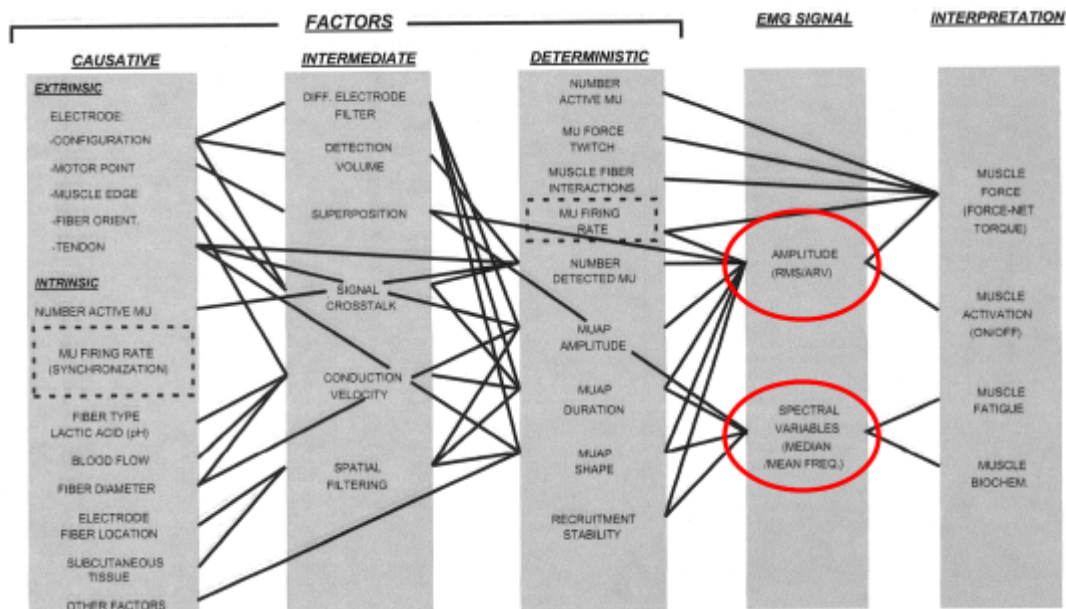 FACTORS
EMG SIGNAL
INTERPRETATION
CAUSATIVE
INTERMEDIATE
DETERMINISTIC
EXTRINSIC
ELECTRODE:
-CONFIGURATION
-MOTOR POINT
-MUSCLE EDGE
-FIBER ORIENT.
-TENDON
INTRINSIC
NUMBER ACTIVE MU
MU FIRING RATE
(SYNCHRONIZATION)
FIBER TYPE
LACTIC ACID (pH)
BLOOD FLOW
FIBER DIAMETER
ELECTRODE
FIBER LOCATION
SUBCUTANEOUS
TISSUE
OTHER FACTORS
DIFF. ELECTRODE
FILTER
DETECTION
VOLUME
SUPERPOSITION
SIGNAL
CROSSTALK
CONDUCTION
VELOCITY
SPATIAL
FILTERING
NUMBER
ACTIVE MU
MU FORCE
TWITCH
MUSCLE FIBER
INTERACTIONS
MU FIRING
RATE
NUMBER
DETECTED MU
MUAP
AMPLITUDE
MUAP
DURATION
MUAP
SHAPE
RECRUITMENT
STABILITY
AMPLITUDE
(RMS/ARV)
SPECTRAL
VARIABLES
(MEDIAN
/MEAN FREQ.)
MUSCLE
FORCE
(FORCE-NET
TORQUE)
MUSCLE
ACTIVATION
(ON/OFF)
MUSCLE
FATIGUE
MUSCLE
BIOCHEM.